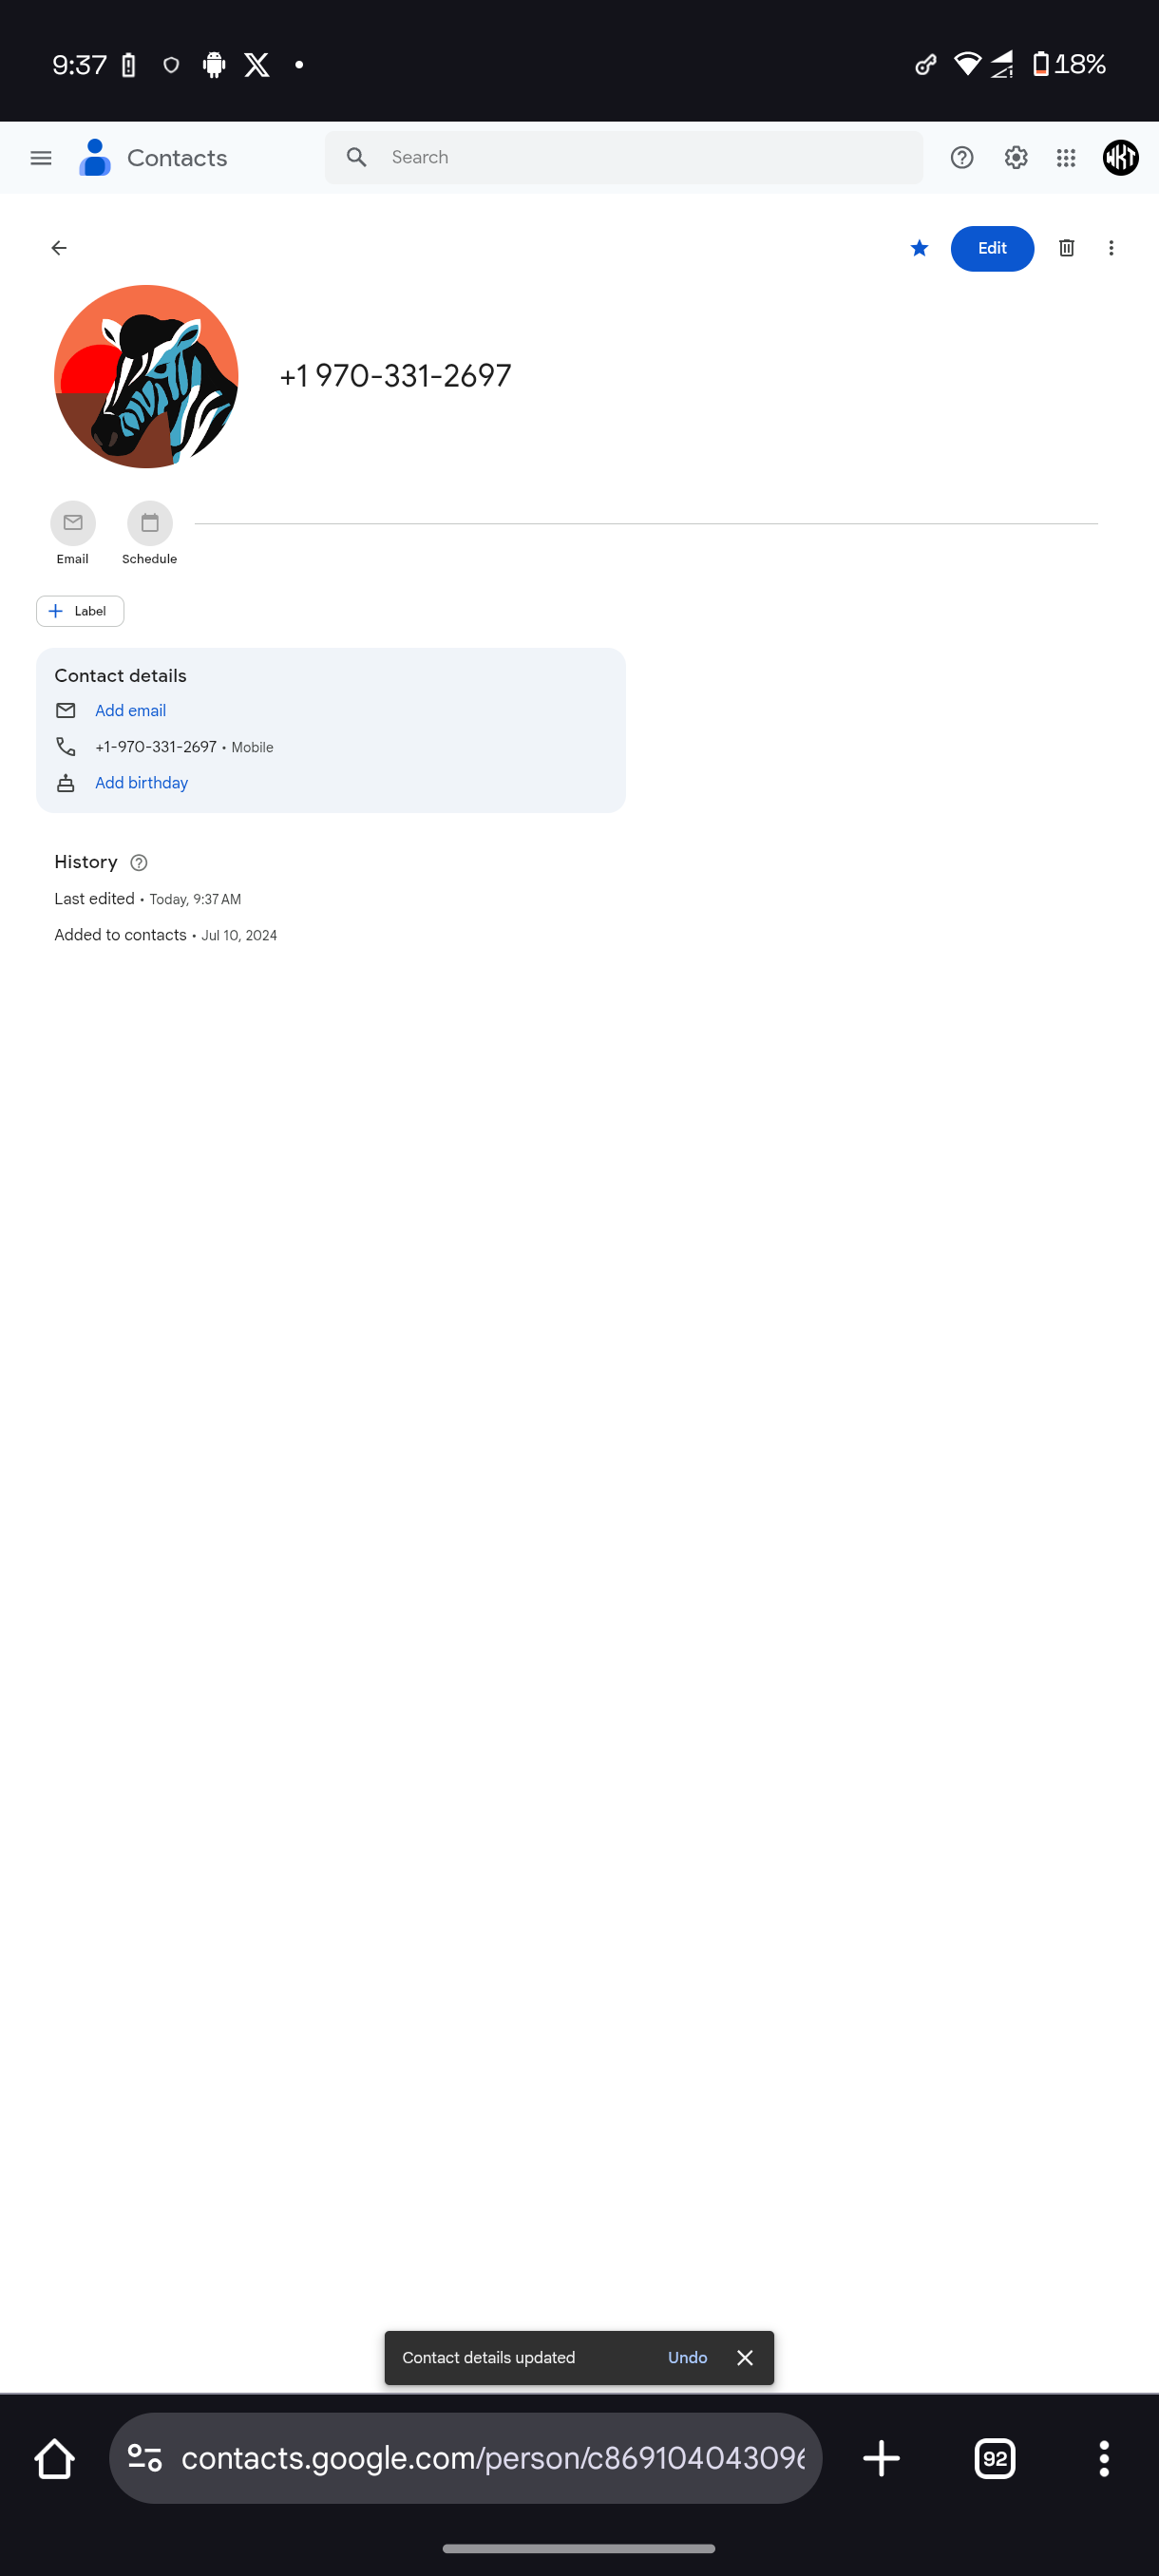 9:37 18%
Contacts Search WKT
Edit
+1 970-331-2697
Email Schedule
Label
Contact details
Add email
+1-970-331-2697 • Mobile
Add birthday
History
Last edited • Today, 9:37 AM
Added to contacts • Jul 10, 2024
Contact details updated Undo
contacts.google.com/person/c86910404309
92